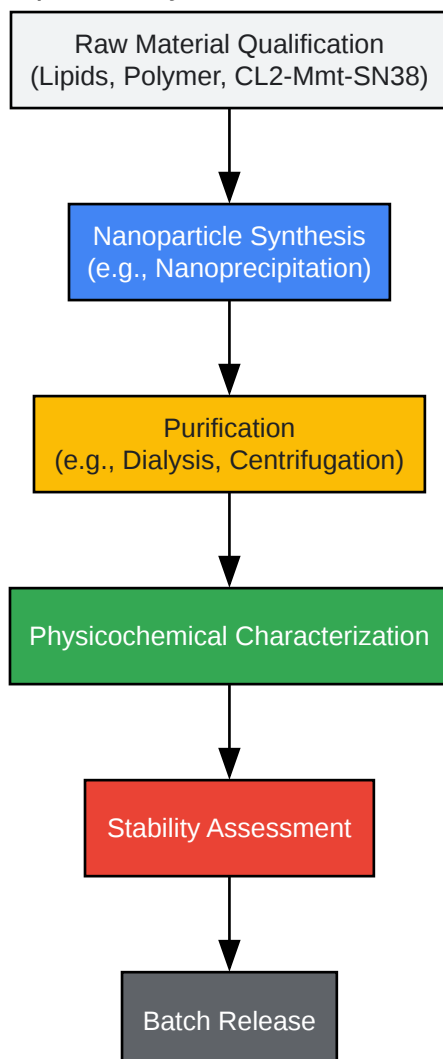 Raw Material Qualification
(Lipids, Polymer, CL2-Mmt-SN38)
Nanoparticle Synthesis
(e.g., Nanoprecipitation)
Purification
(e.g., Dialysis, Centrifugation)
Physicochemical Characterization
Stability Assessment
Batch Release